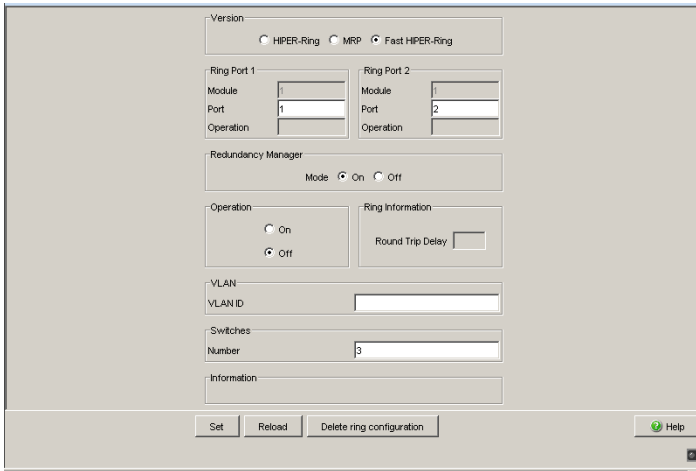 Version
HIPER-Ring MRP Fast HIPER-Ring
Ring Port 1
Module 1
Port 1
Operation
Ring Port 2
Module 1
Port 2
Operation
Redundancy Manager
Mode On Off
Operation
On
Off
Ring Information
Round Trip Delay
VLAN
VLAN ID
Switches
Number 3
Information
Set Reload Delete ring configuration Help